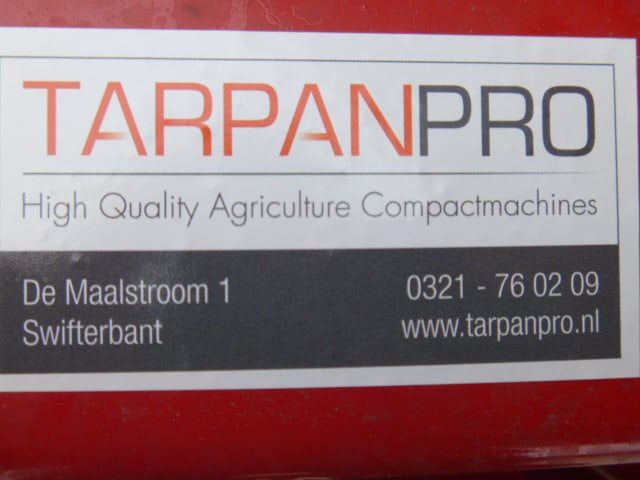 TARPANPRO
High Quality Agriculture Compactmachines
De Maalstroom 1
0321 - 76 02 09
Swifterbant
www.tarpanpro.nl